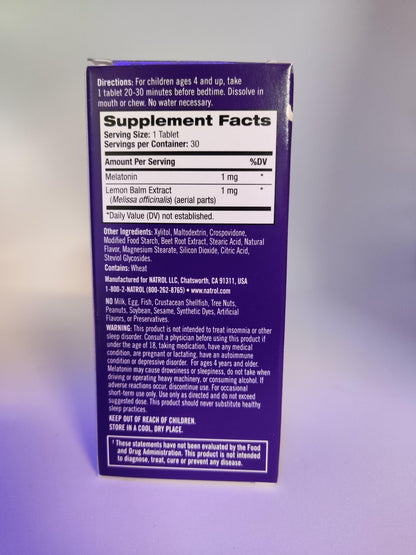 Directions: For children ages 4 and up, take
1 tablet 20-30 minutes before bedtime. Dissolve in
mouth or chew. No water necessary.
Supplement Facts
Serving Size: 1 Tablet
Servings per Container: 30
Amount Per Serving %DV
Melatonin 1 mg *
Lemon Balm Extract 1 mg *
(Melissa officinalis) (aerial parts)
*Daily Value (DV) not established.
Other Ingredients: Xylitol, Maltodextrin, Crospovidone,
Modified Food Starch, Beet Root Extract, Stearic Acid, Natural
Flavor, Magnesium Stearate, Silicon Dioxide, Citric Acid,
Steviol Glycosides.
Contains: Wheat
Manufactured for NATROL LLC, Chatsworth, CA 91311, USA
1-800-2-NATROL (800-262-8765) • www.natrol.com
NO Milk, Egg, Fish, Crustacean Shellfish, Tree Nuts,
Peanuts, Soybean, Sesame, Synthetic Dyes, Artificial
Flavors, or Preservatives.
WARNING: This product is not intended to treat insomnia or other
sleep disorder. Consult a physician before using this product if
under the age of 18, taking medication, have any medical
condition, are pregnant or lactating, have an autoimmune
condition or depressive disorder. For ages 4 years and older.
Melatonin may cause drowsiness or sleepiness, do not take when
driving or operating heavy machinery, or consuming alcohol. If
adverse reactions occur, discontinue use. For occasional
short-term use only. Use only as directed and do not exceed
suggested dose. This product should never substitute healthy
sleep practices.
KEEP OUT OF REACH OF CHILDREN.
STORE IN A COOL, DRY PLACE.
† These statements have not been evaluated by the Food
and Drug Administration. This product is not intended
to diagnose, treat, cure or prevent any disease.